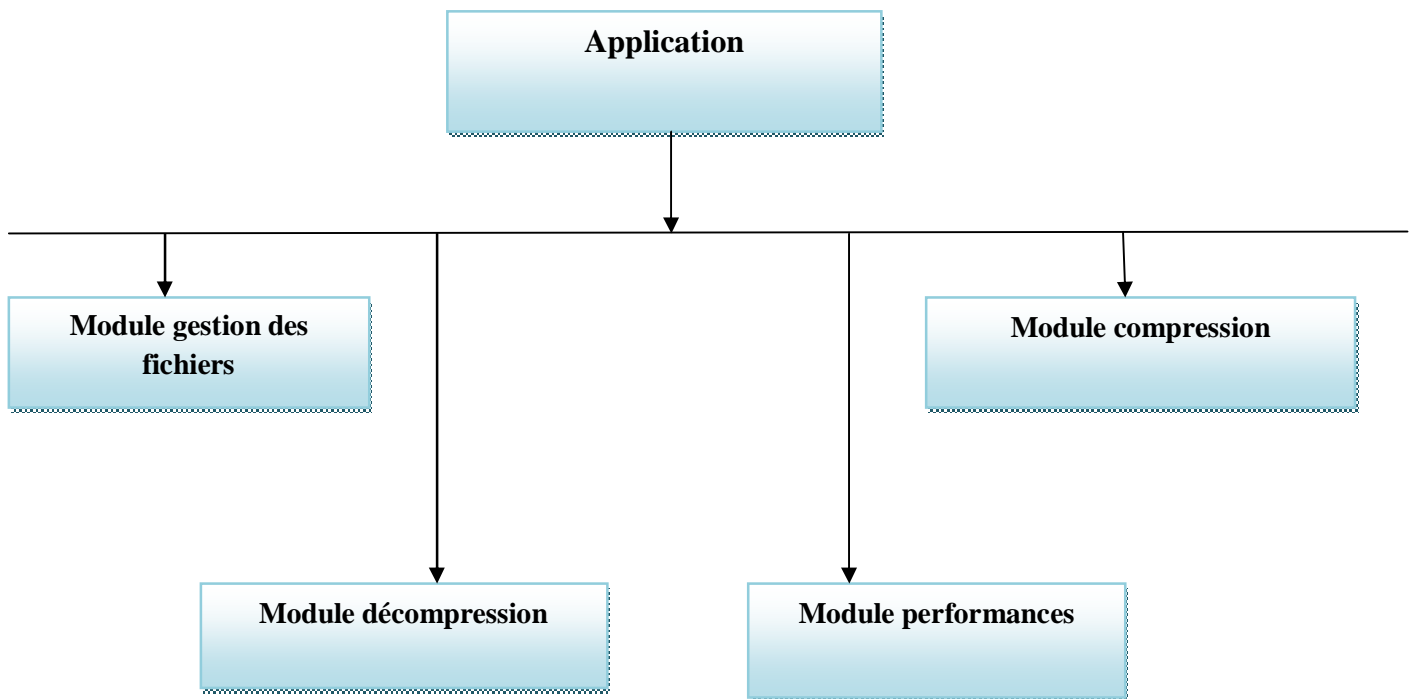 Application
Module gestion des
fichiers
Module compression
Module décompression
Module performances